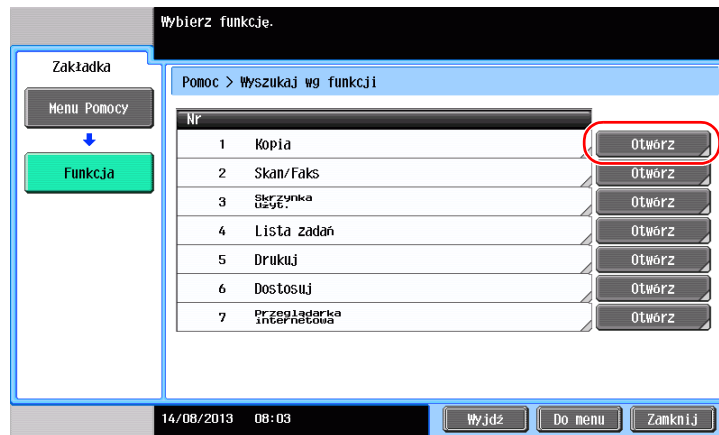 Wybierz funkcję.
Zakładka
Pomoc > Wyszukaj wg funkcji
Menu Pomocy
Nr
1 Kopia Otwórz
Funkcja
2 Skan/Faks Otwórz
3 Skrzynka użyt. Otwórz
4 Lista zadań Otwórz
5 Drukuj Otwórz
6 Dostosuj Otwórz
7 Przeglądarka internetowa Otwórz
14/08/2013 08:03 Wyjdź Do menu Zamknij